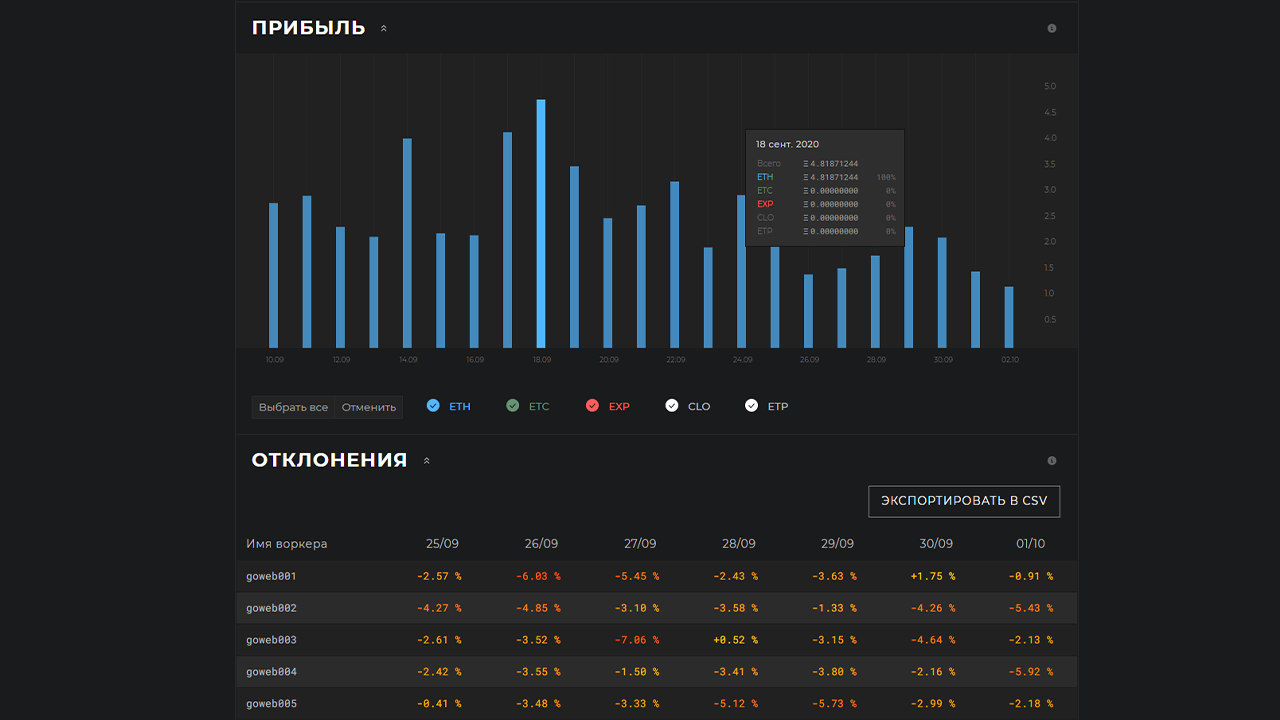 ПРИБЫЛЬ
5.0
4.5
4.0
3.5
3.0
2.5
2.0
1.5
1.0
0.5
18 сент. 2020
Всего Ξ 4.81871244
ETH Ξ 4.81871244 100%
ETC Ξ 0.00000000 0%
EXP Ξ 0.00000000 0%
CLO Ξ 0.00000000 0%
ETP Ξ 0.00000000 0%
10.09 12.09 14.09 16.09 18.09 20.09 22.09 24.09 26.09 28.09 30.09 02.10
Выбрать все Отменить ETH ETC EXP CLO ETP
ОТКЛОНЕНИЯ
ЭКСПОРТИРОВАТЬ В CSV
Имя воркера 25/09 26/09 27/09 28/09 29/09 30/09 01/10
goweb001 -2.57 % -6.03 % -5.45 % -2.43 % -3.63 % +1.75 % -0.91 %
goweb002 -4.27 % -4.85 % -3.10 % -3.58 % -1.33 % -4.26 % -5.43 %
goweb003 -2.61 % -3.52 % -7.06 % +0.52 % -3.15 % -4.64 % -2.13 %
goweb004 -2.42 % -3.55 % -1.50 % -3.41 % -3.80 % -2.16 % -5.92 %
goweb005 -0.41 % -3.48 % -3.33 % -5.12 % -5.73 % -2.99 % -2.18 %